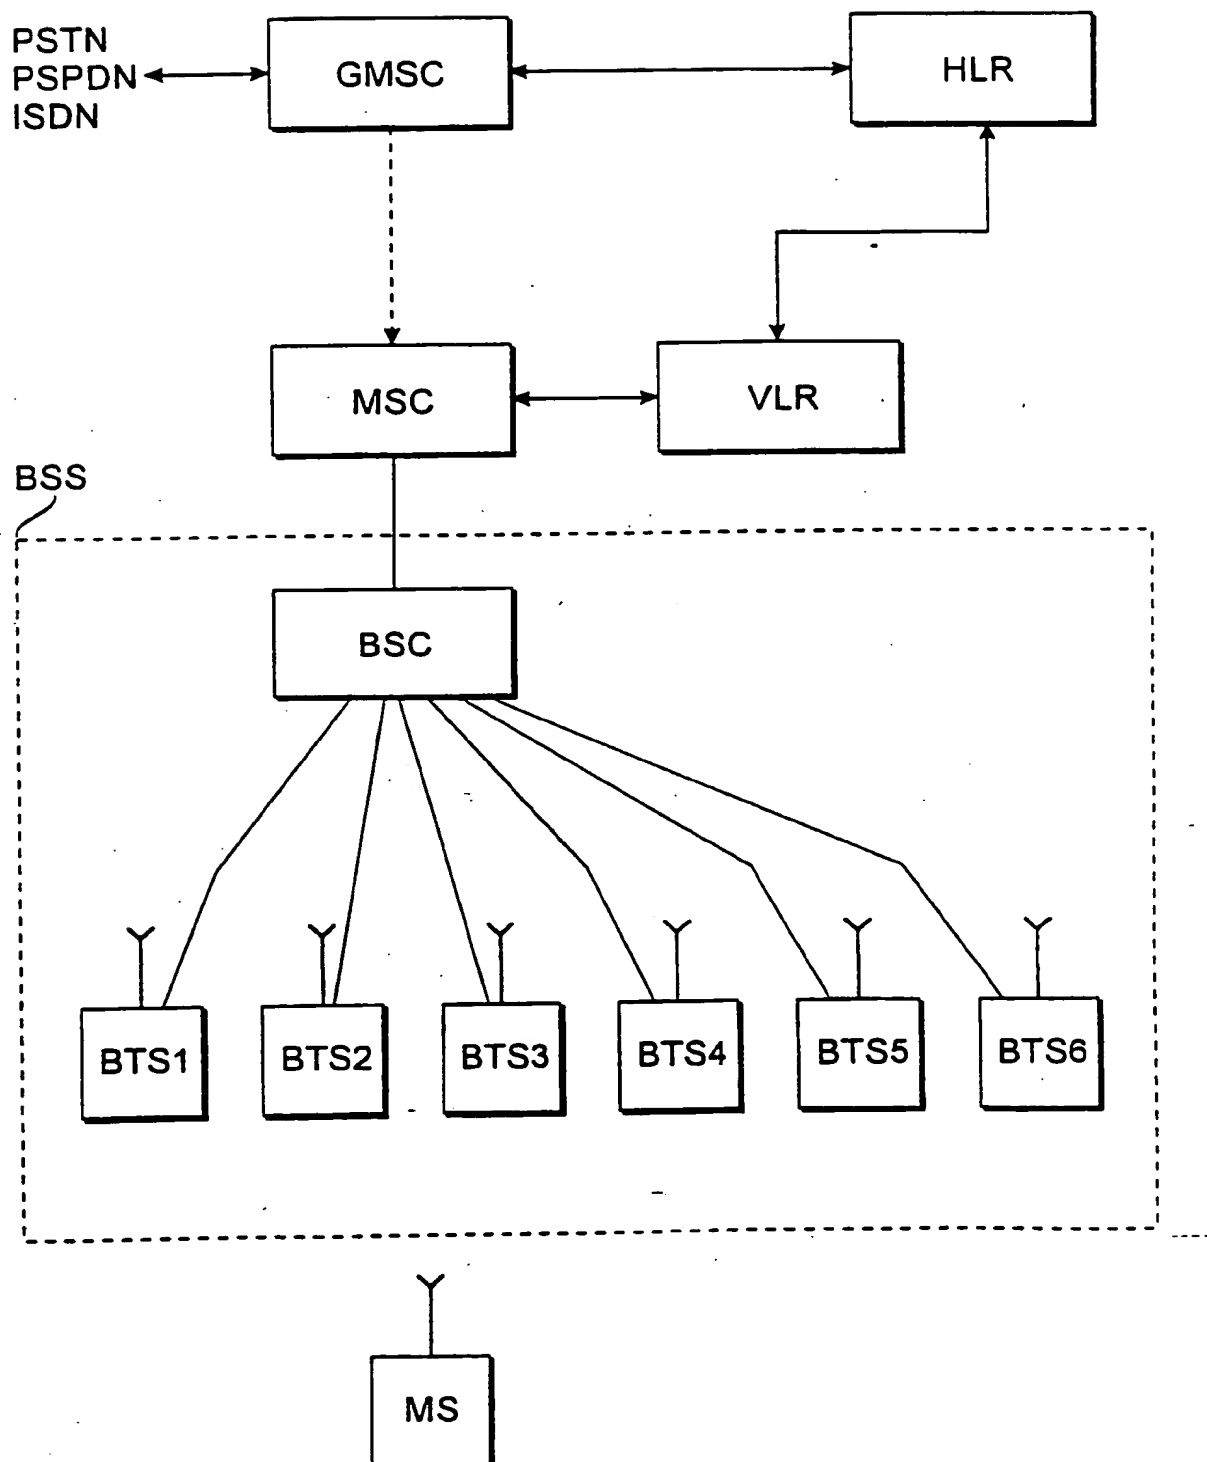 PSTN
PSPDN
ISDN
GMSC
HLR
MSC
VLR
BSS
BSC
BTS1
BTS2
BTS3
BTS4
BTS5
BTS6
MS